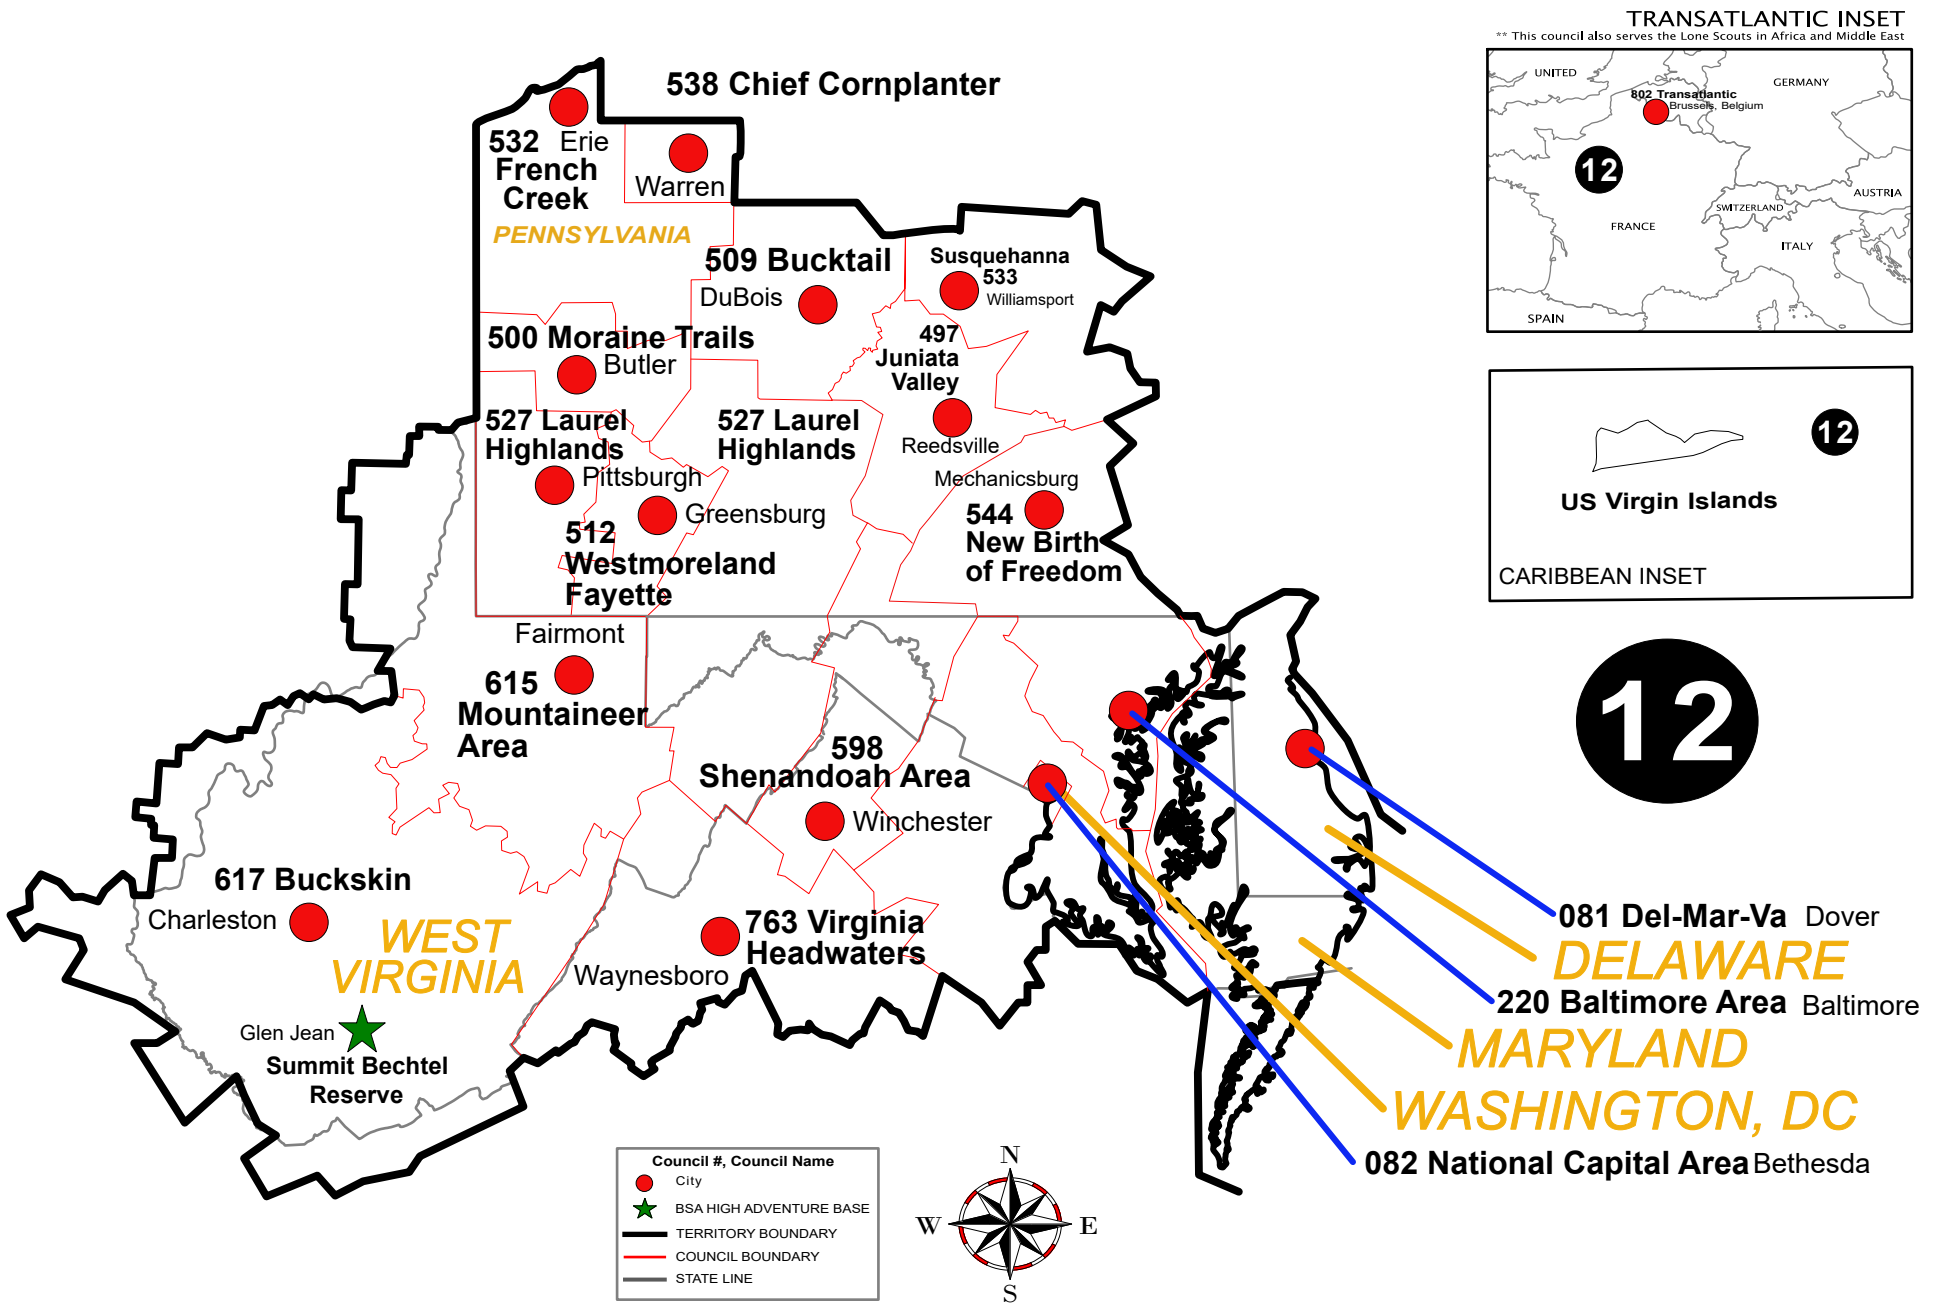 TRANSATLANTIC INSET
** This council also serves the Lone Scouts in Africa and Middle East
UNITED
GERMANY
802 Transatlantic
Brussels, Belgium
12
AUSTRIA
SWITZERLAND
FRANCE
ITALY
SPAIN
12
US Virgin Islands
CARIBBEAN INSET
12
538 Chief Cornplanter
532 Erie
French
Creek
Warren
PENNSYLVANIA
509 Bucktail
DuBois
Susquehanna
533
Williamsport
500 Moraine Trails
Butler
497
Juniata
Valley
Reedsville
527 Laurel
Highlands
Pittsburgh
527 Laurel
Highlands
Greensburg
512
Westmoreland
Fayette
Mechanicsburg
544
New Birth
of Freedom
Fairmont
615
Mountaineer
Area
598
Shenandoah Area
Winchester
617 Buckskin
Charleston
WEST
VIRGINIA
763 Virginia
Headwaters
Waynesboro
Glen Jean
Summit Bechtel
Reserve
081 Del-Mar-Va Dover
DELAWARE
220 Baltimore Area Baltimore
MARYLAND
WASHINGTON, DC
082 National Capital Area Bethesda
Council #, Council Name
City
BSA HIGH ADVENTURE BASE
TERRITORY BOUNDARY
COUNCIL BOUNDARY
STATE LINE
N
W
E
S